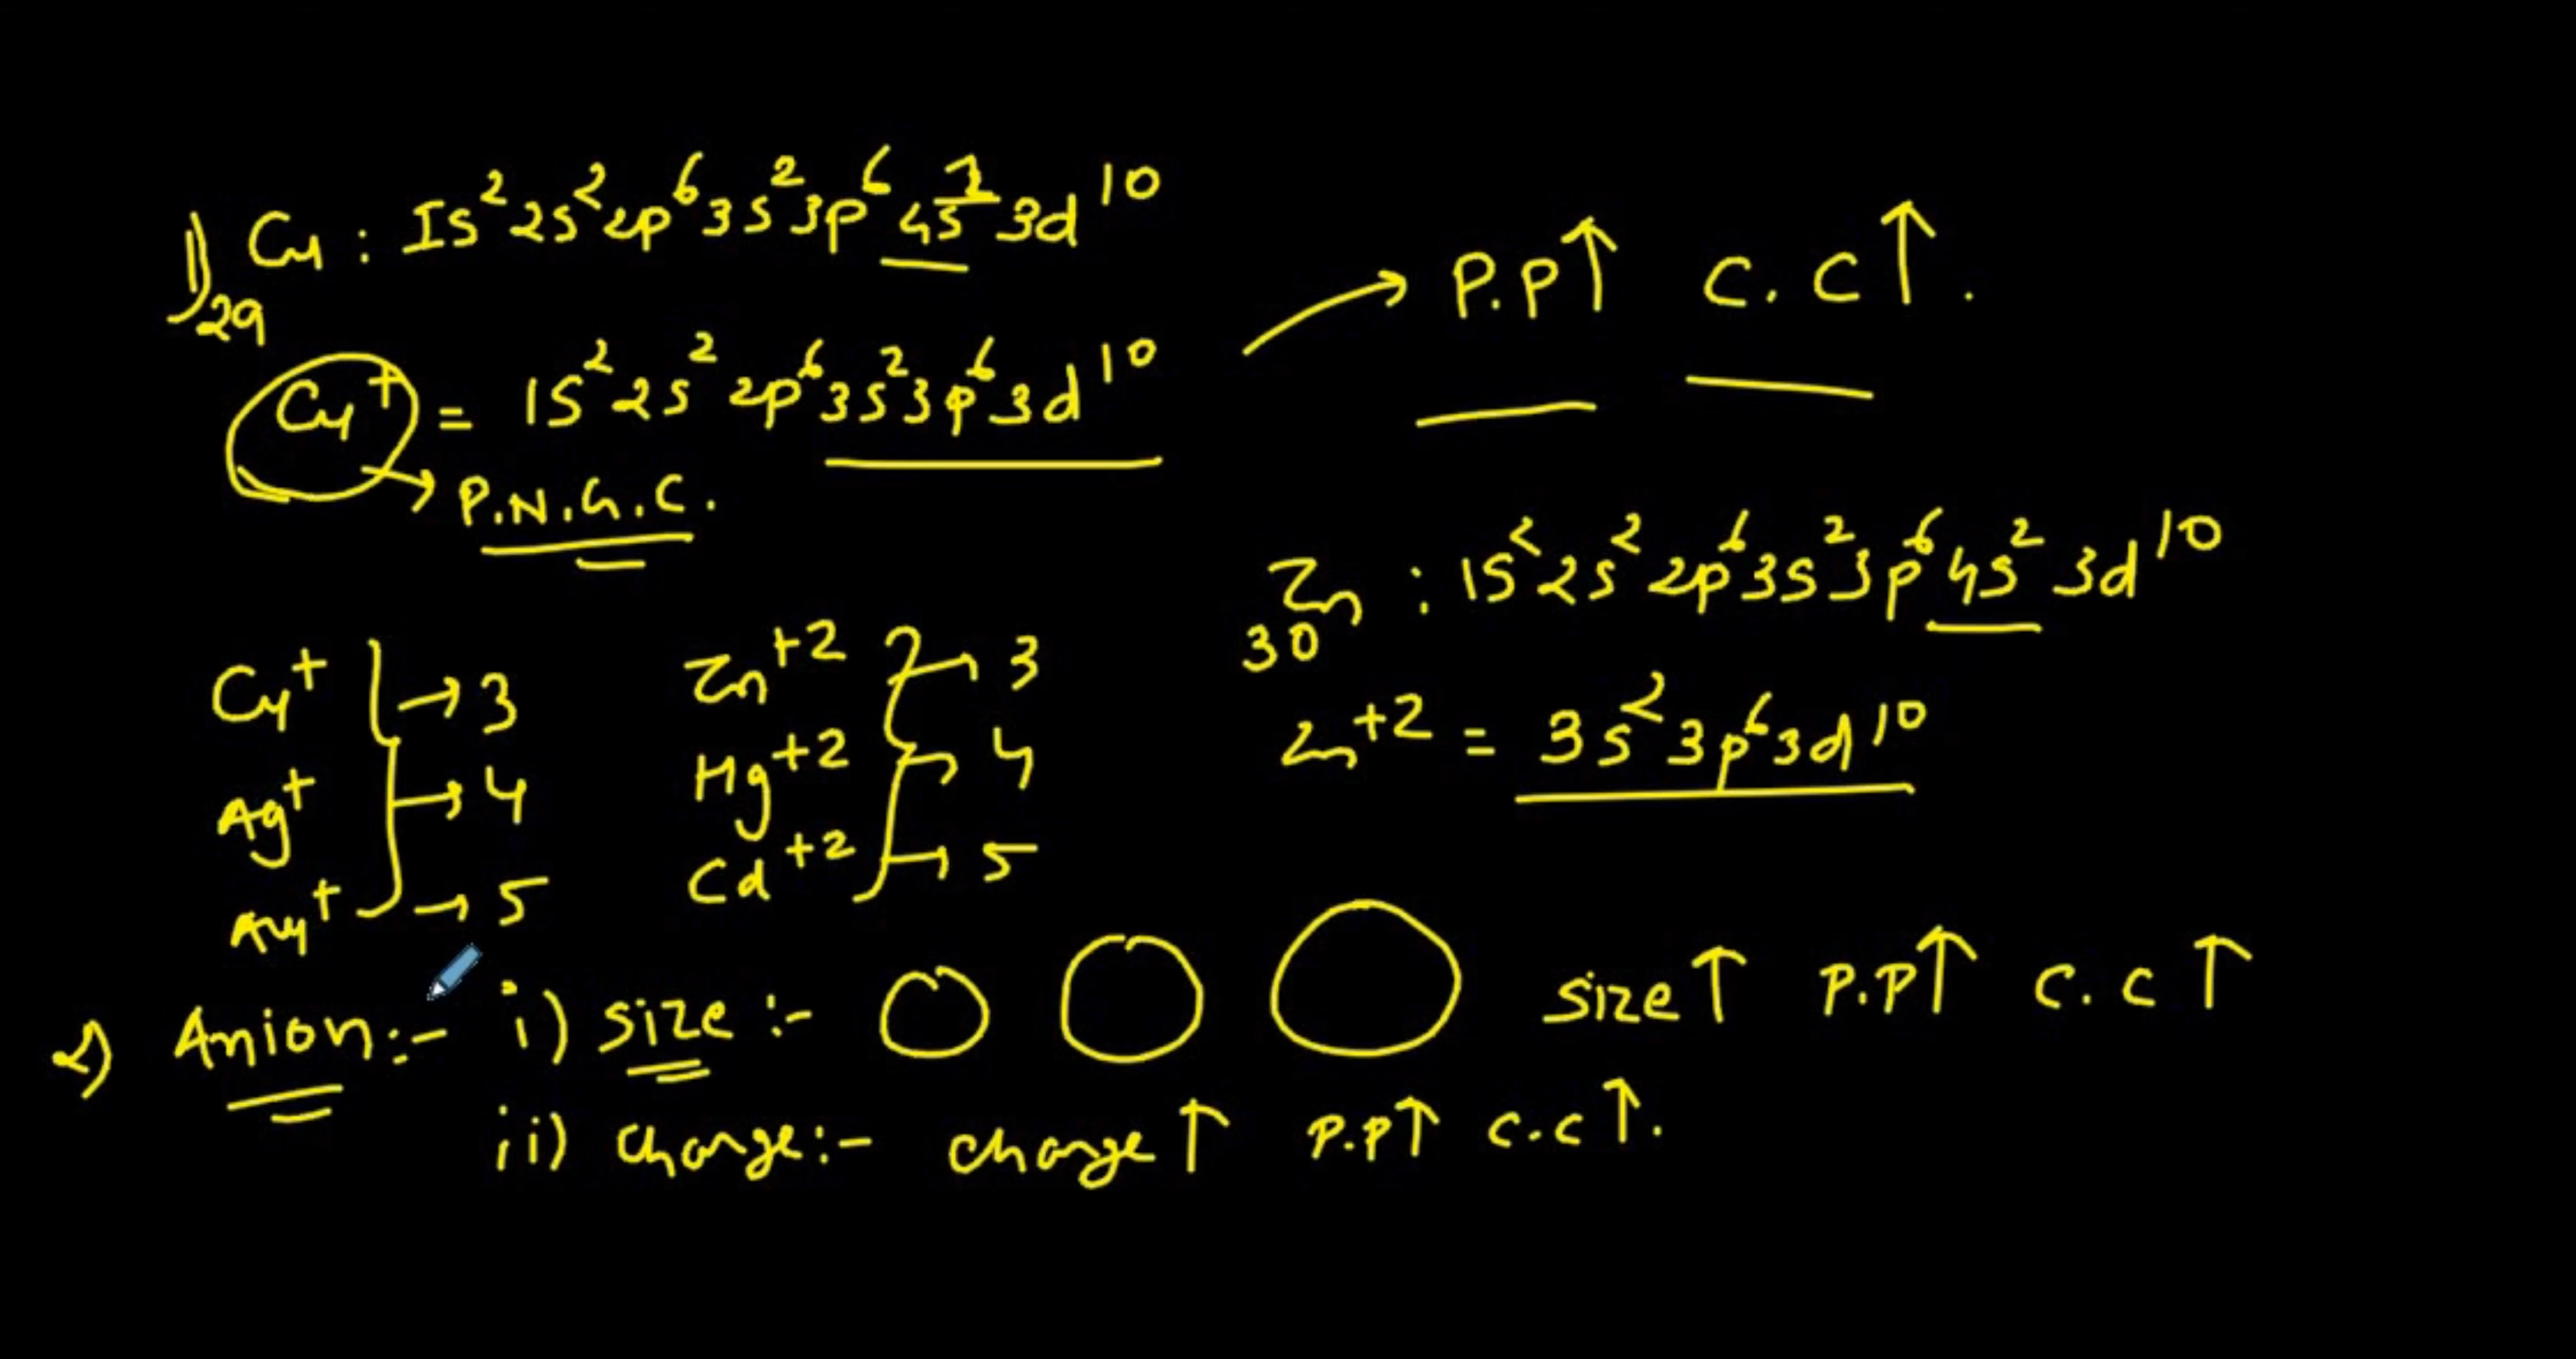 1) 29Cu : 1s² 2s² 2p⁶ 3s² 3p⁶ 4s¹ 3d¹⁰
→ P.P↑ C.C↑.
Cu⁺ = 1s² 2s² 2p⁶ 3s² 3p⁶ 3d¹⁰
→ P.N.G.C.
30Zn : 1s² 2s² 2p⁶ 3s² 3p⁶ 4s² 3d¹⁰
Zn⁺² = 3s² 3p⁶ 3d¹⁰
Cu⁺ → 3
Ag⁺ → 4
Au⁺ → 5
Zn⁺² → 3
Hg⁺² → 4
Cd⁺² → 5
2) Anion:- i) size:- size↑ P.P↑ C.C↑
ii) charge:- charge↑ P.P↑ C.C↑.